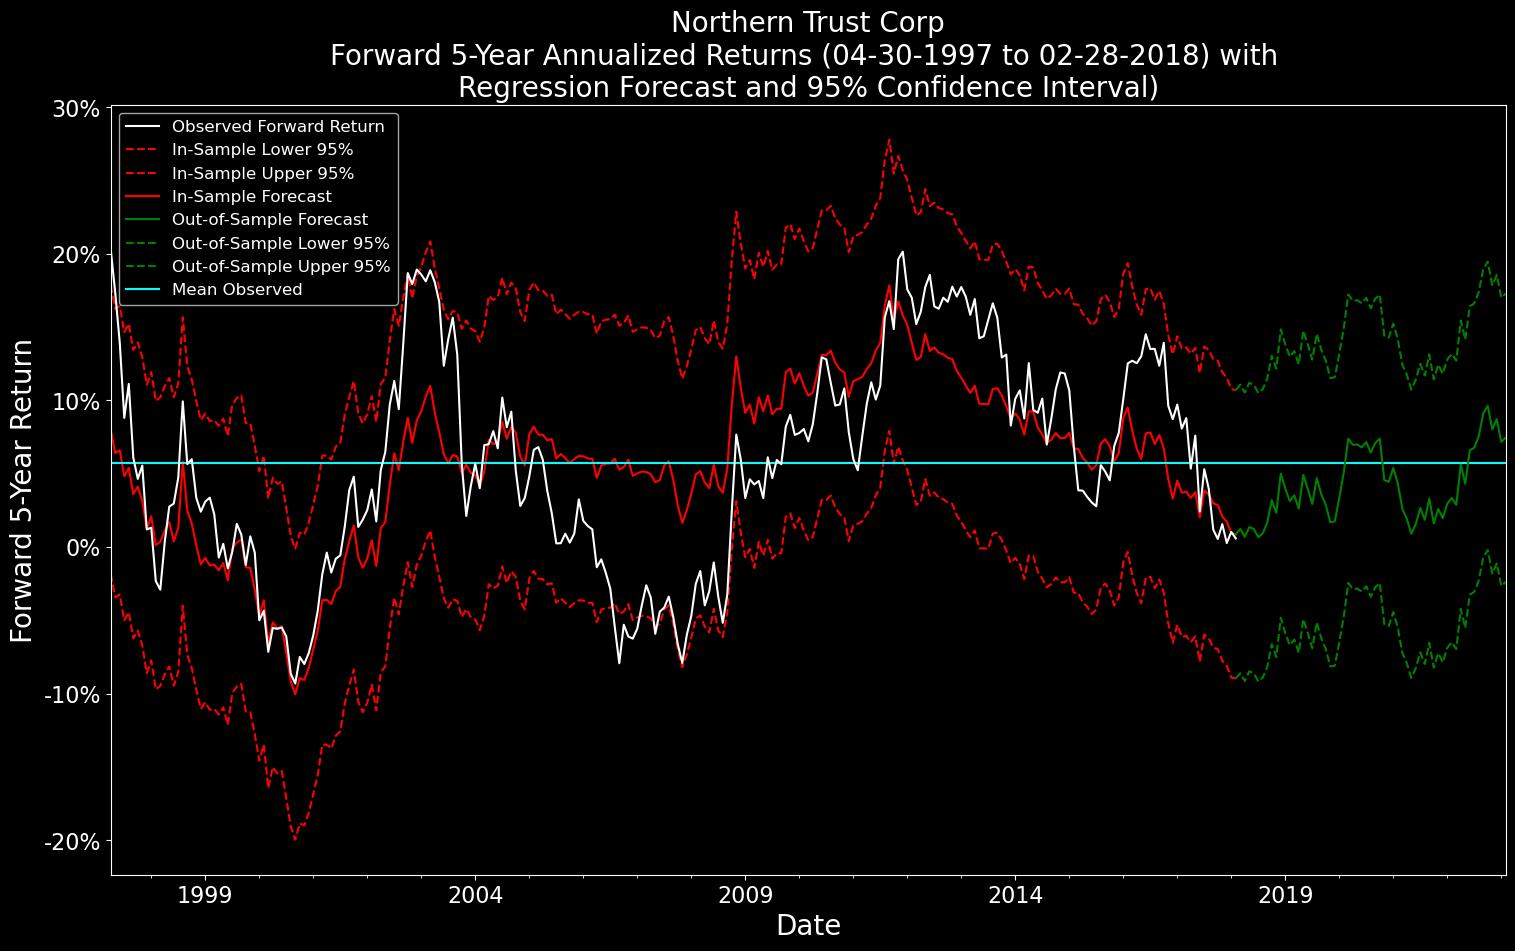 Northern Trust Corp
Forward 5-Year Annualized Returns (04-30-1997 to 02-28-2018) with
Regression Forecast and 95% Confidence Interval)
Forward 5-Year Return
30%
20%
10%
0%
-10%
-20%
Observed Forward Return
In-Sample Lower 95%
In-Sample Upper 95%
In-Sample Forecast
Out-of-Sample Forecast
Out-of-Sample Lower 95%
Out-of-Sample Upper 95%
Mean Observed
1999
2004
2009
2014
2019
Date